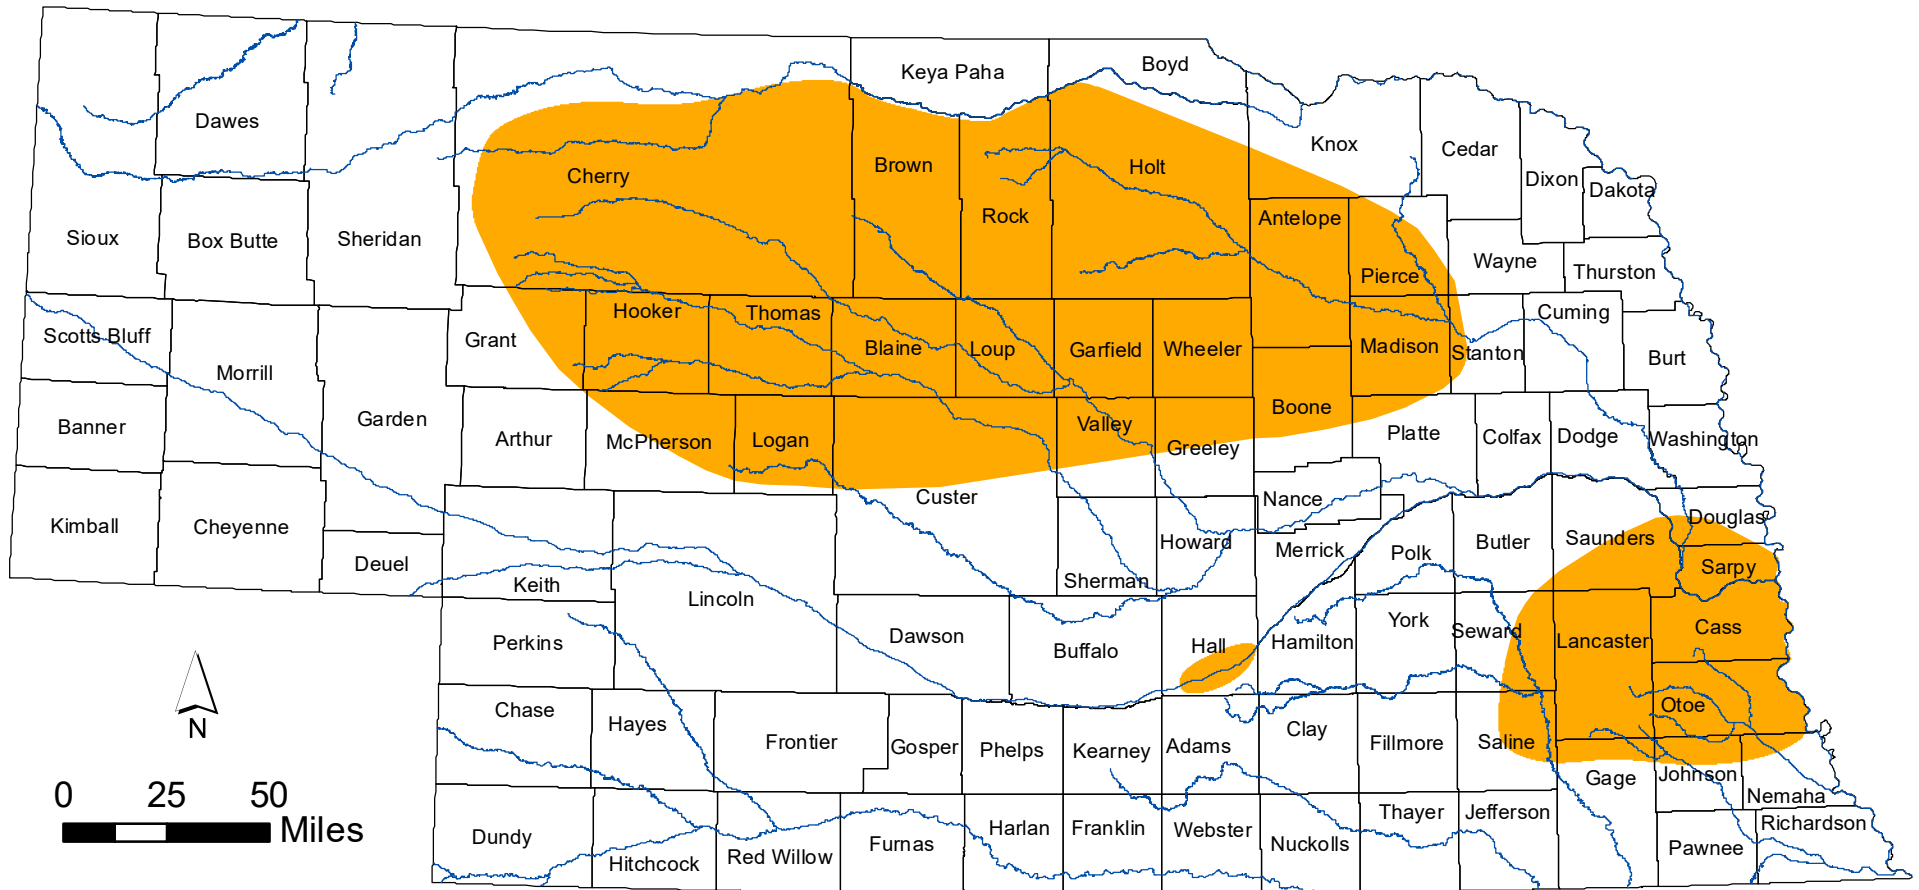 Keya Paha
Boyd
Dawes
Knox
Cedar
Cherry
Brown
Holt
Dixon
Dakota
Rock
Antelope
Sioux
Box Butte
Sheridan
Wayne
Thurston
Pierce
Scotts Bluff
Grant
Hooker
Thomas
Cuming
Blaine
Loup
Garfield
Wheeler
Madison
Stanton
Burt
Morrill
Banner
Garden
Arthur
McPherson
Logan
Valley
Greeley
Boone
Platte
Colfax
Dodge
Washington
Kimball
Cheyenne
Custer
Nance
Douglas
Deuel
Keith
Lincoln
Sherman
Howard
Merrick
Polk
Butler
Saunders
Sarpy
Perkins
Dawson
Buffalo
Hall
Hamilton
York
Seward
Lancaster
Cass
N
Chase
Hayes
Frontier
Gosper
Phelps
Kearney
Adams
Clay
Fillmore
Saline
Otoe
Gage
Johnson
Nemaha
0 25 50
Miles
Dundy
Hitchcock
Red Willow
Furnas
Harlan
Franklin
Webster
Nuckolls
Thayer
Jefferson
Pawnee
Richardson